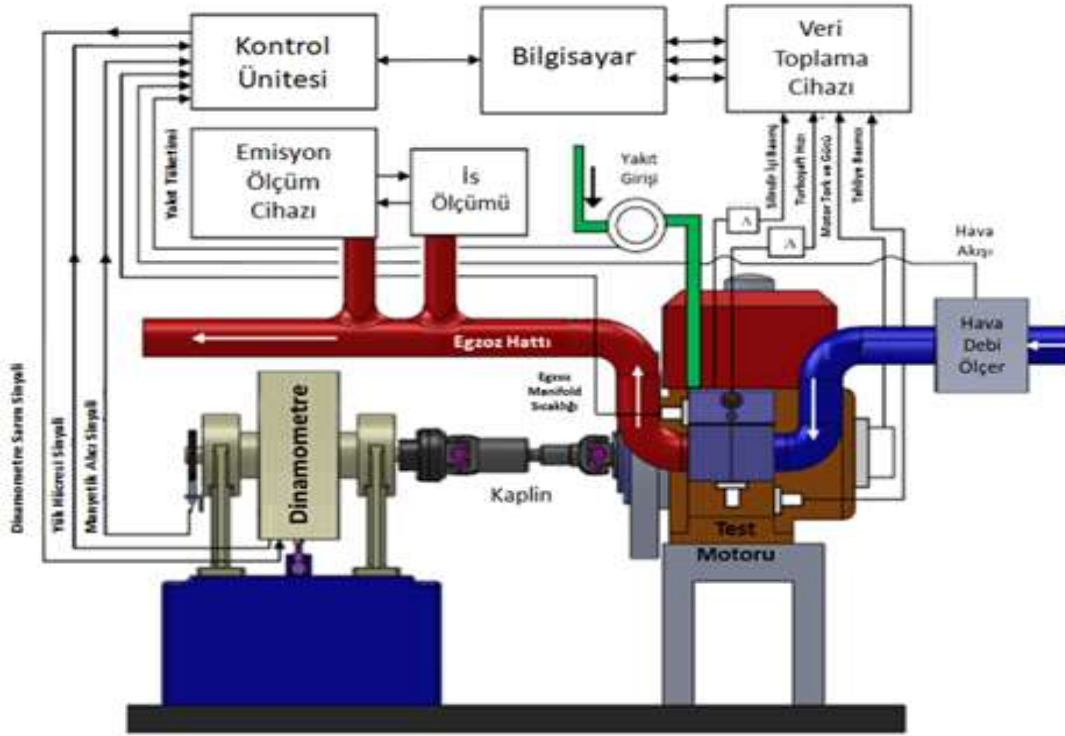 Kontrol
Ünitesi
Bilgisayar
Veri
Toplama
Cihazı
Emisyon
Ölçüm
Cihazı
İs
Ölçümü
Yakıt Tüketimi
Yakıt
Girişi
Silindir İçi Basınç
Turboşaft Hızı
Motor Tork ve Gücü
Tahliye Basıncı
A
A
Hava
Akışı
Hava
Debi
Ölçer
Egzoz Hattı
Egzoz
Manifold
Sıcaklığı
Dinamometre Sarım Sinyali
Yük Hücresi Sinyali
Manyetik Alıcı Sinyali
Dinamometre
Kaplin
Test
Motoru